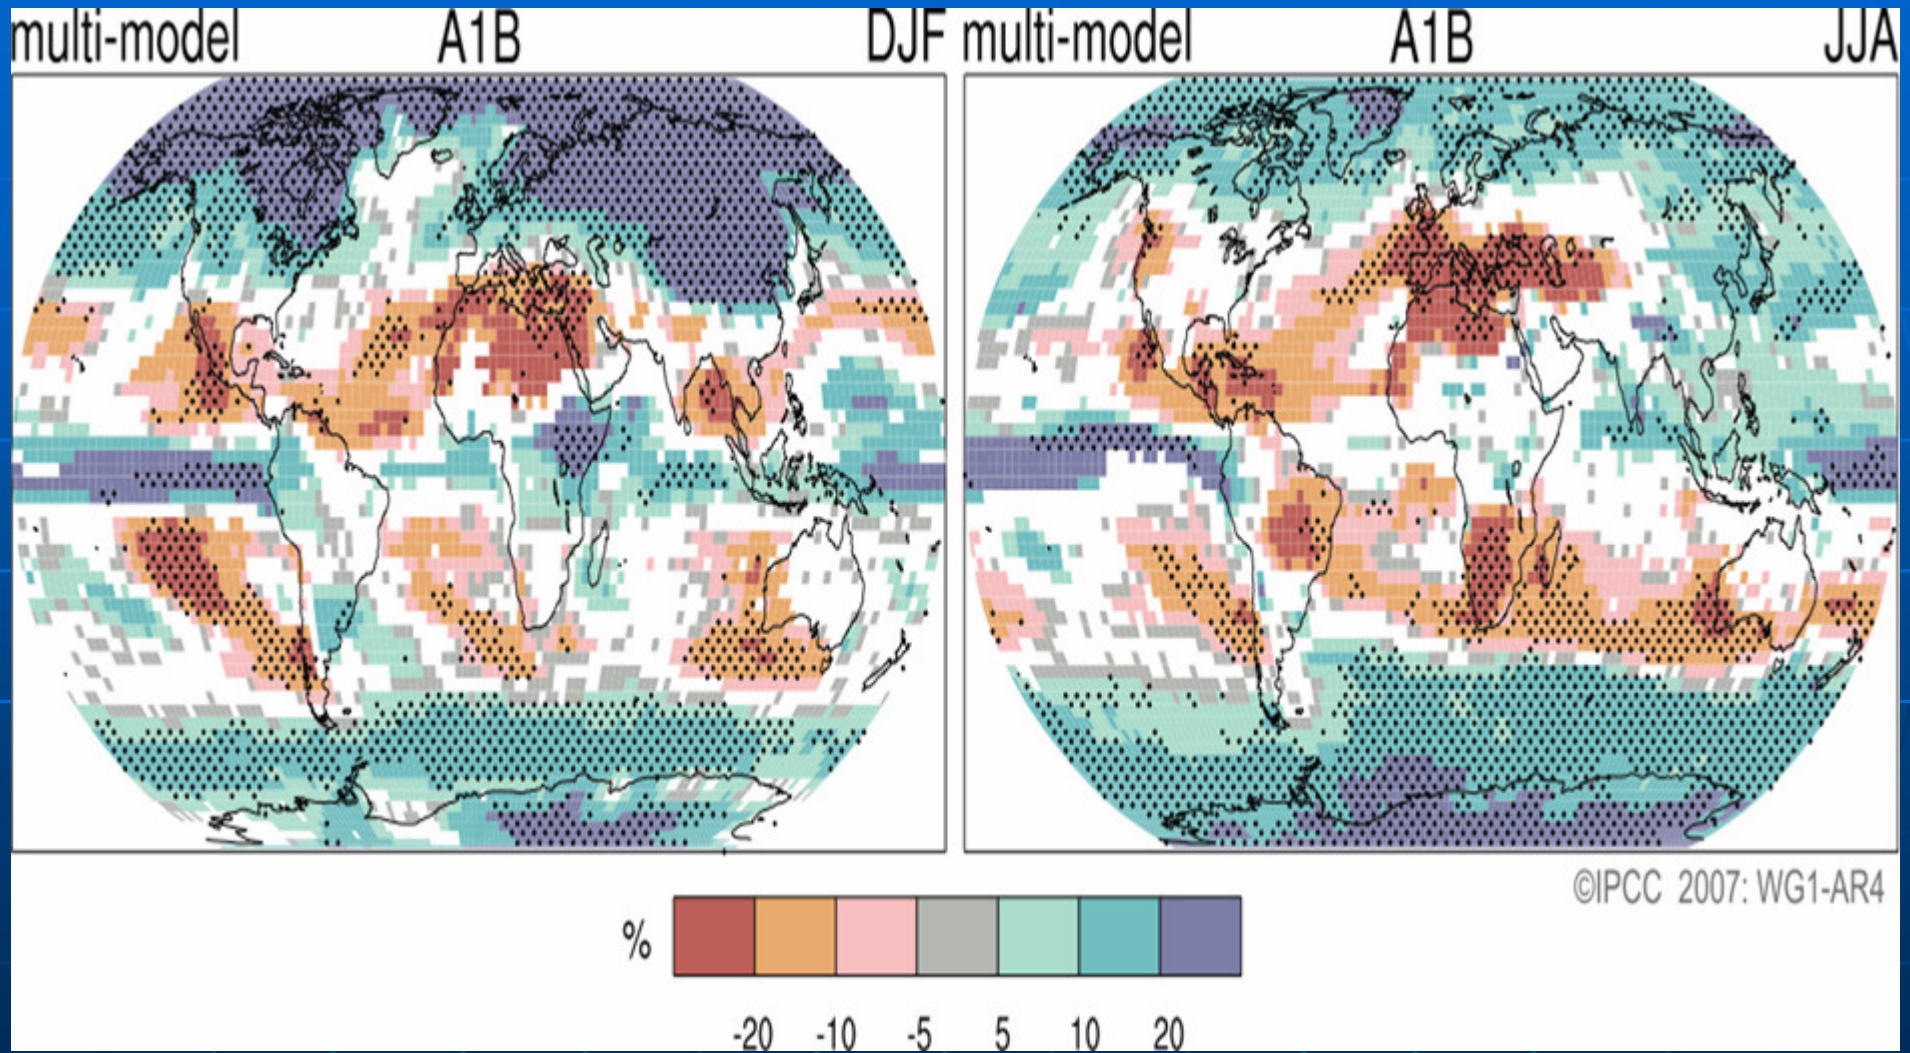 multi-model A1B DJF
multi-model A1B JJA
©IPCC 2007: WG1-AR4
%
-20 -10 -5 5 10 20